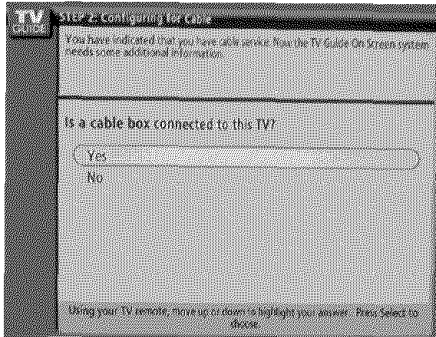 TV
GUIDE
STEP 2: Configuring for Cable
You have indicated that you have cable service. Now the TV Guide On Screen system
needs some additional information.
Is a cable box connected to this TV?
Yes
No
Using your TV remote, move up or down to highlight your answer. Press Select to
choose.